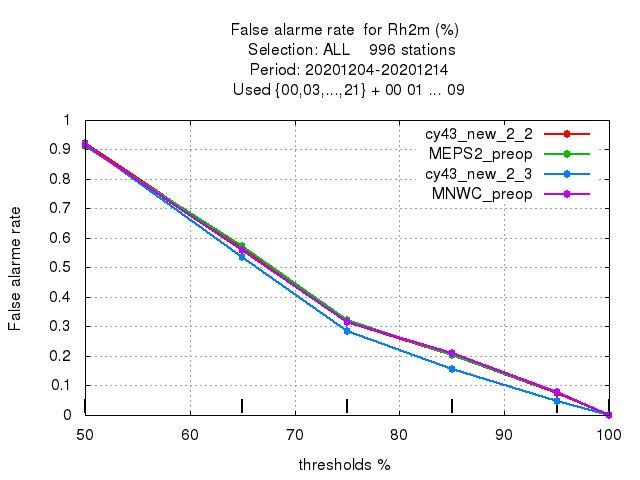 False alarme rate  for Rh2m (%)
Selection: ALL    996 stations
Period: 20201204-20201214
Used {00,03,...,21} + 00 01 ... 09
cy43_new_2_2
MEPS2_preop
cy43_new_2_3
MNWC_preop
1
0.9
0.8
0.7
0.6
0.5
0.4
0.3
0.2
0.1
0
False alarme rate
50 60 70 80 90 100
thresholds %